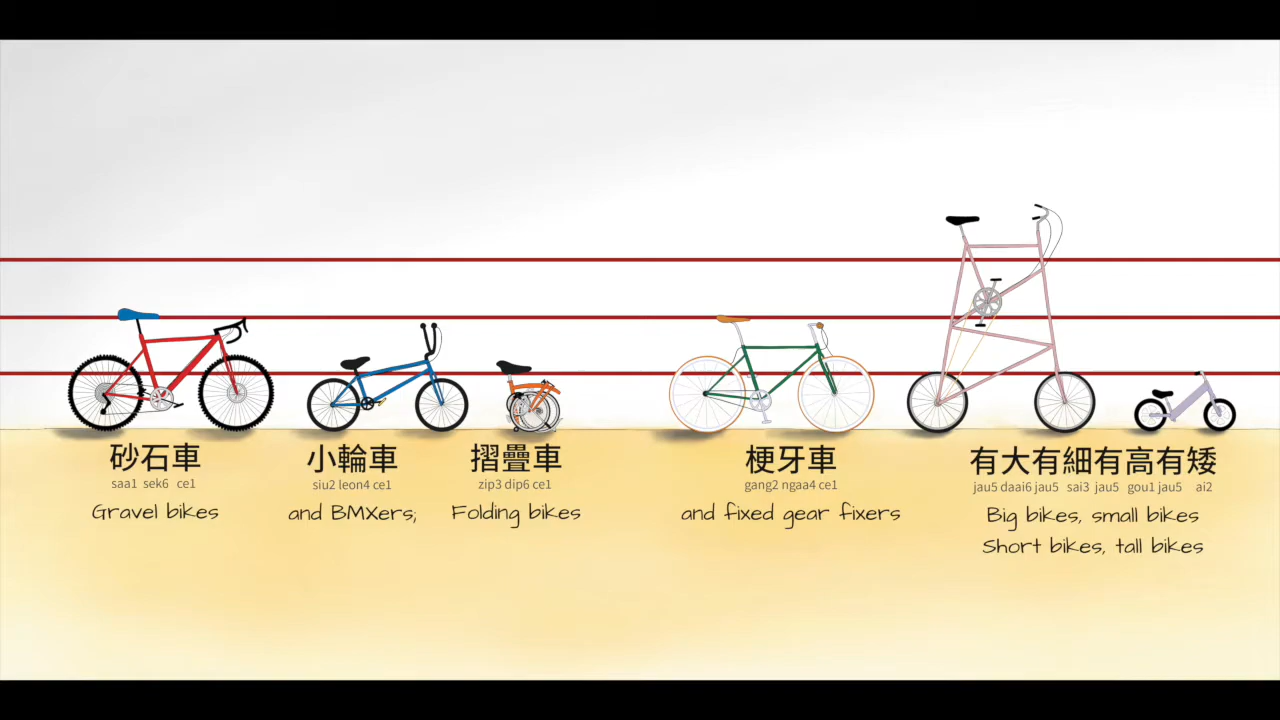 砂石車
saa1 sek6 ce1
Gravel bikes
小輪車
siu2 leon4 ce1
and BMXers;
摺疊車
zip3 dip6 ce1
Folding bikes
梗牙車
gang2 ngaa4 ce1
and fixed gear fixers
有大有細有高有矮
jau5 daai6 jau5 sai3 jau5 gou1 jau5 ai2
Big bikes, small bikes
Short bikes, tall bikes